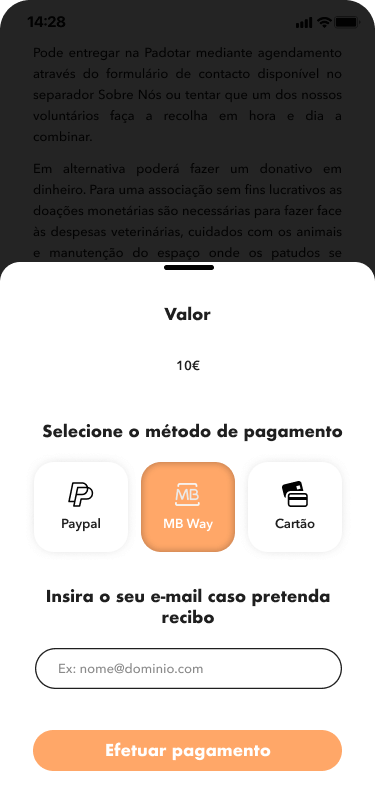 14:28
Pode entregar na Padotar mediante agendamento
através do formulário de contacto disponível no
separador Sobre Nós ou tentar que um dos nossos
voluntários faça a recolha em hora e dia a
combinar.
Em alternativa poderá fazer um donativo em
dinheiro. Para uma associação sem fins lucrativos as
doações monetárias são necessárias para fazer face
às despesas veterinárias, cuidados com os animais
e manutenção do espaço onde os patudos se
Valor
10€
Selecione o método de pagamento
MB
Paypal MB Way Cartão
Insira o seu e-mail caso pretenda
recibo
Ex: nome@dominio.com
Efetuar pagamento